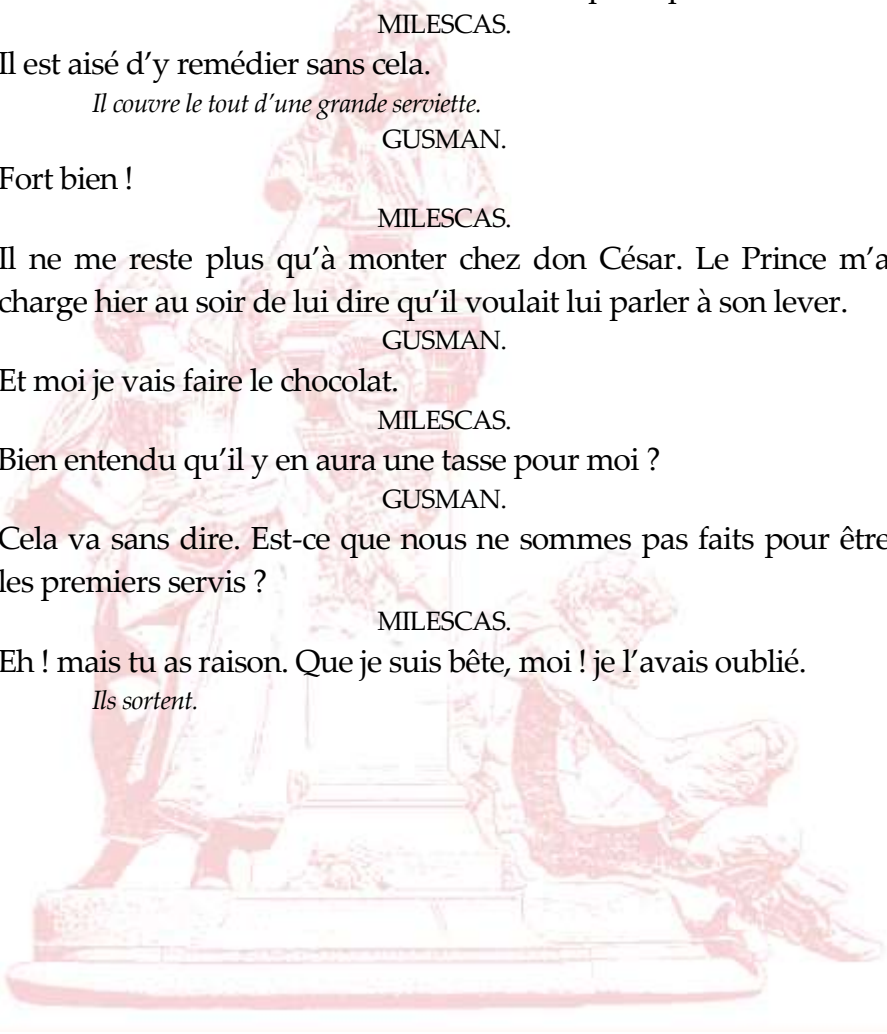 MILESCAS.
Il est aisé d’y remédier sans cela.
Il couvre le tout d’une grande serviette.
GUSMAN.
Fort bien !
MILESCAS.
Il ne me reste plus qu’à monter chez don César. Le Prince m’a
charge hier au soir de lui dire qu’il voulait lui parler à son lever.
GUSMAN.
Et moi je vais faire le chocolat.
MILESCAS.
Bien entendu qu’il y en aura une tasse pour moi ?
GUSMAN.
Cela va sans dire. Est-ce que nous ne sommes pas faits pour être
les premiers servis ?
MILESCAS.
Eh ! mais tu as raison. Que je suis bête, moi ! je l’avais oublié.
Ils sortent.